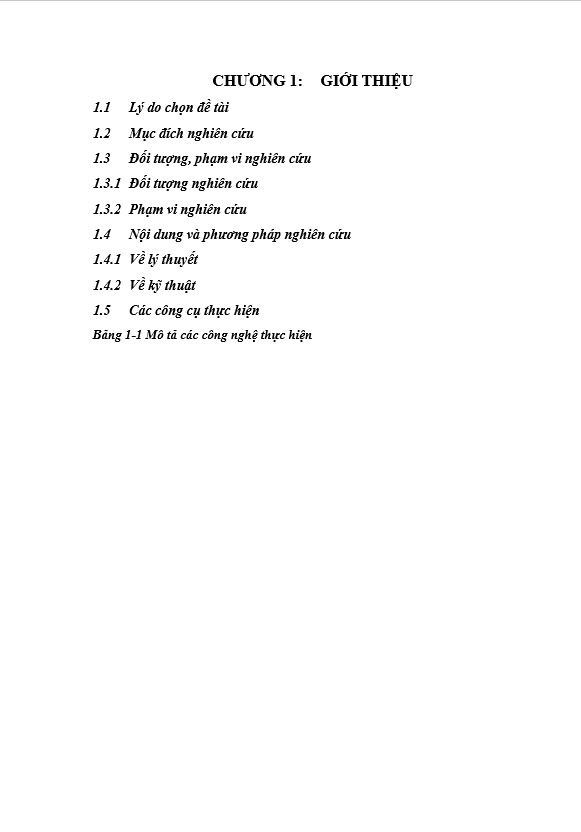 CHƯƠNG 1: GIỚI THIỆU
1.1 Lý do chọn đề tài
1.2 Mục đích nghiên cứu
1.3 Đối tượng, phạm vi nghiên cứu
1.3.1 Đối tượng nghiên cứu
1.3.2 Phạm vi nghiên cứu
1.4 Nội dung và phương pháp nghiên cứu
1.4.1 Về lý thuyết
1.4.2 Về kỹ thuật
1.5 Các công cụ thực hiện
Bảng 1-1 Mô tả các công nghệ thực hiện